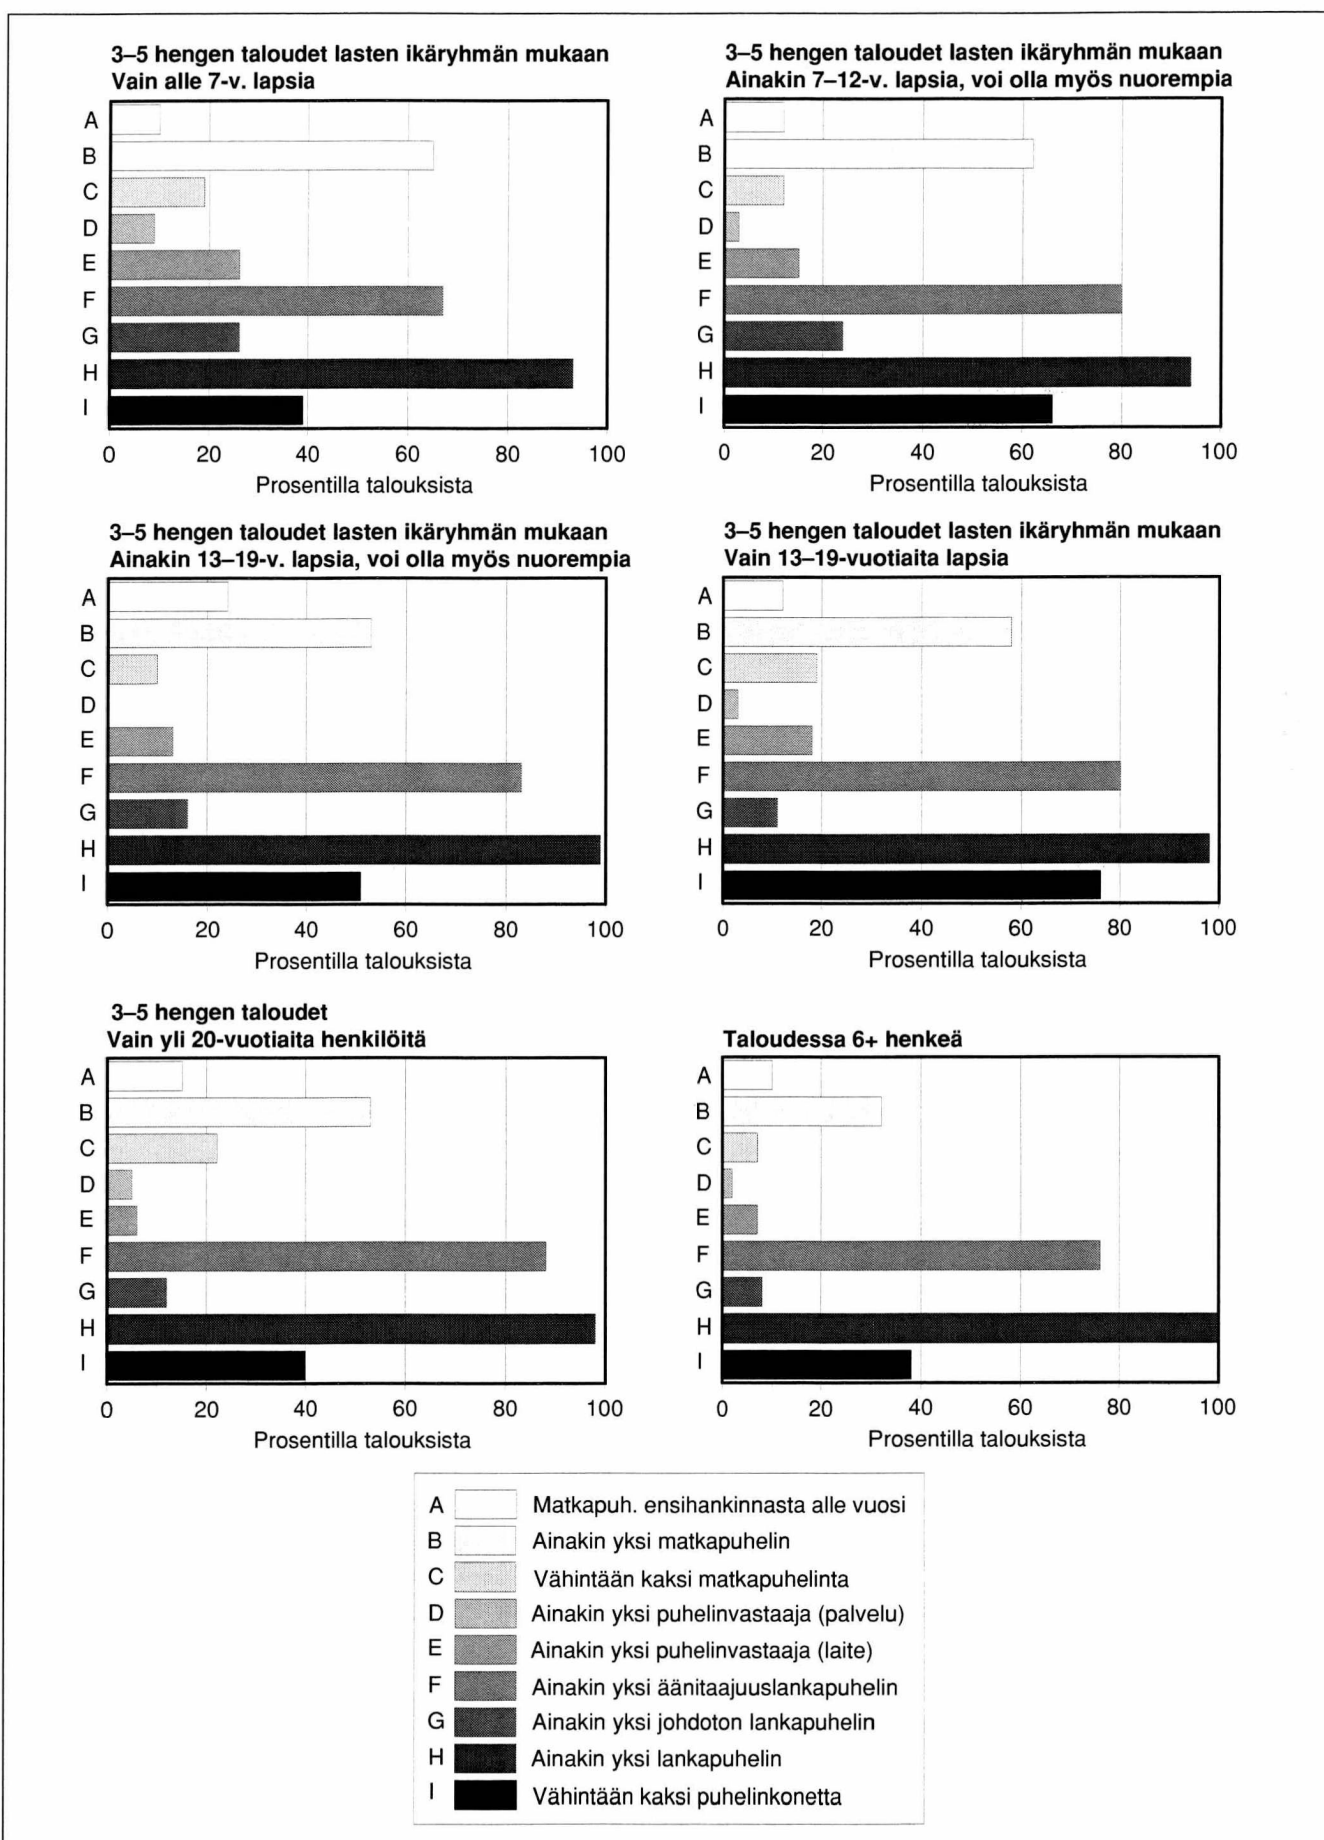 3–5 hengen taloudet lasten ikäryhmän mukaan
Vain alle 7-v. lapsia
A
B
C
D
E
F
G
H
I
0 20 40 60 80 100
Prosentilla talouksista
3–5 hengen taloudet lasten ikäryhmän mukaan
Ainakin 7–12-v. lapsia, voi olla myös nuorempia
A
B
C
D
E
F
G
H
I
0 20 40 60 80 100
Prosentilla talouksista
3–5 hengen taloudet lasten ikäryhmän mukaan
Ainakin 13–19-v. lapsia, voi olla myös nuorempia
A
B
C
D
E
F
G
H
I
0 20 40 60 80 100
Prosentilla talouksista
3–5 hengen taloudet lasten ikäryhmän mukaan
Vain 13–19-vuotiaita lapsia
A
B
C
D
E
F
G
H
I
0 20 40 60 80 100
Prosentilla talouksista
3–5 hengen taloudet
Vain yli 20-vuotiaita henkilöitä
A
B
C
D
E
F
G
H
I
0 20 40 60 80 100
Prosentilla talouksista
Taloudessa 6+ henkeä
A
B
C
D
E
F
G
H
I
0 20 40 60 80 100
Prosentilla talouksista
A Matkapuh. ensihankinnasta alle vuosi
B Ainakin yksi matkapuhelin
C Vähintään kaksi matkapuhelinta
D Ainakin yksi puhelinvastaaja (palvelu)
E Ainakin yksi puhelinvastaaja (laite)
F Ainakin yksi äänitaajuuslankapuhelin
G Ainakin yksi johdoton lankapuhelin
H Ainakin yksi lankapuhelin
I Vähintään kaksi puhelinkonetta